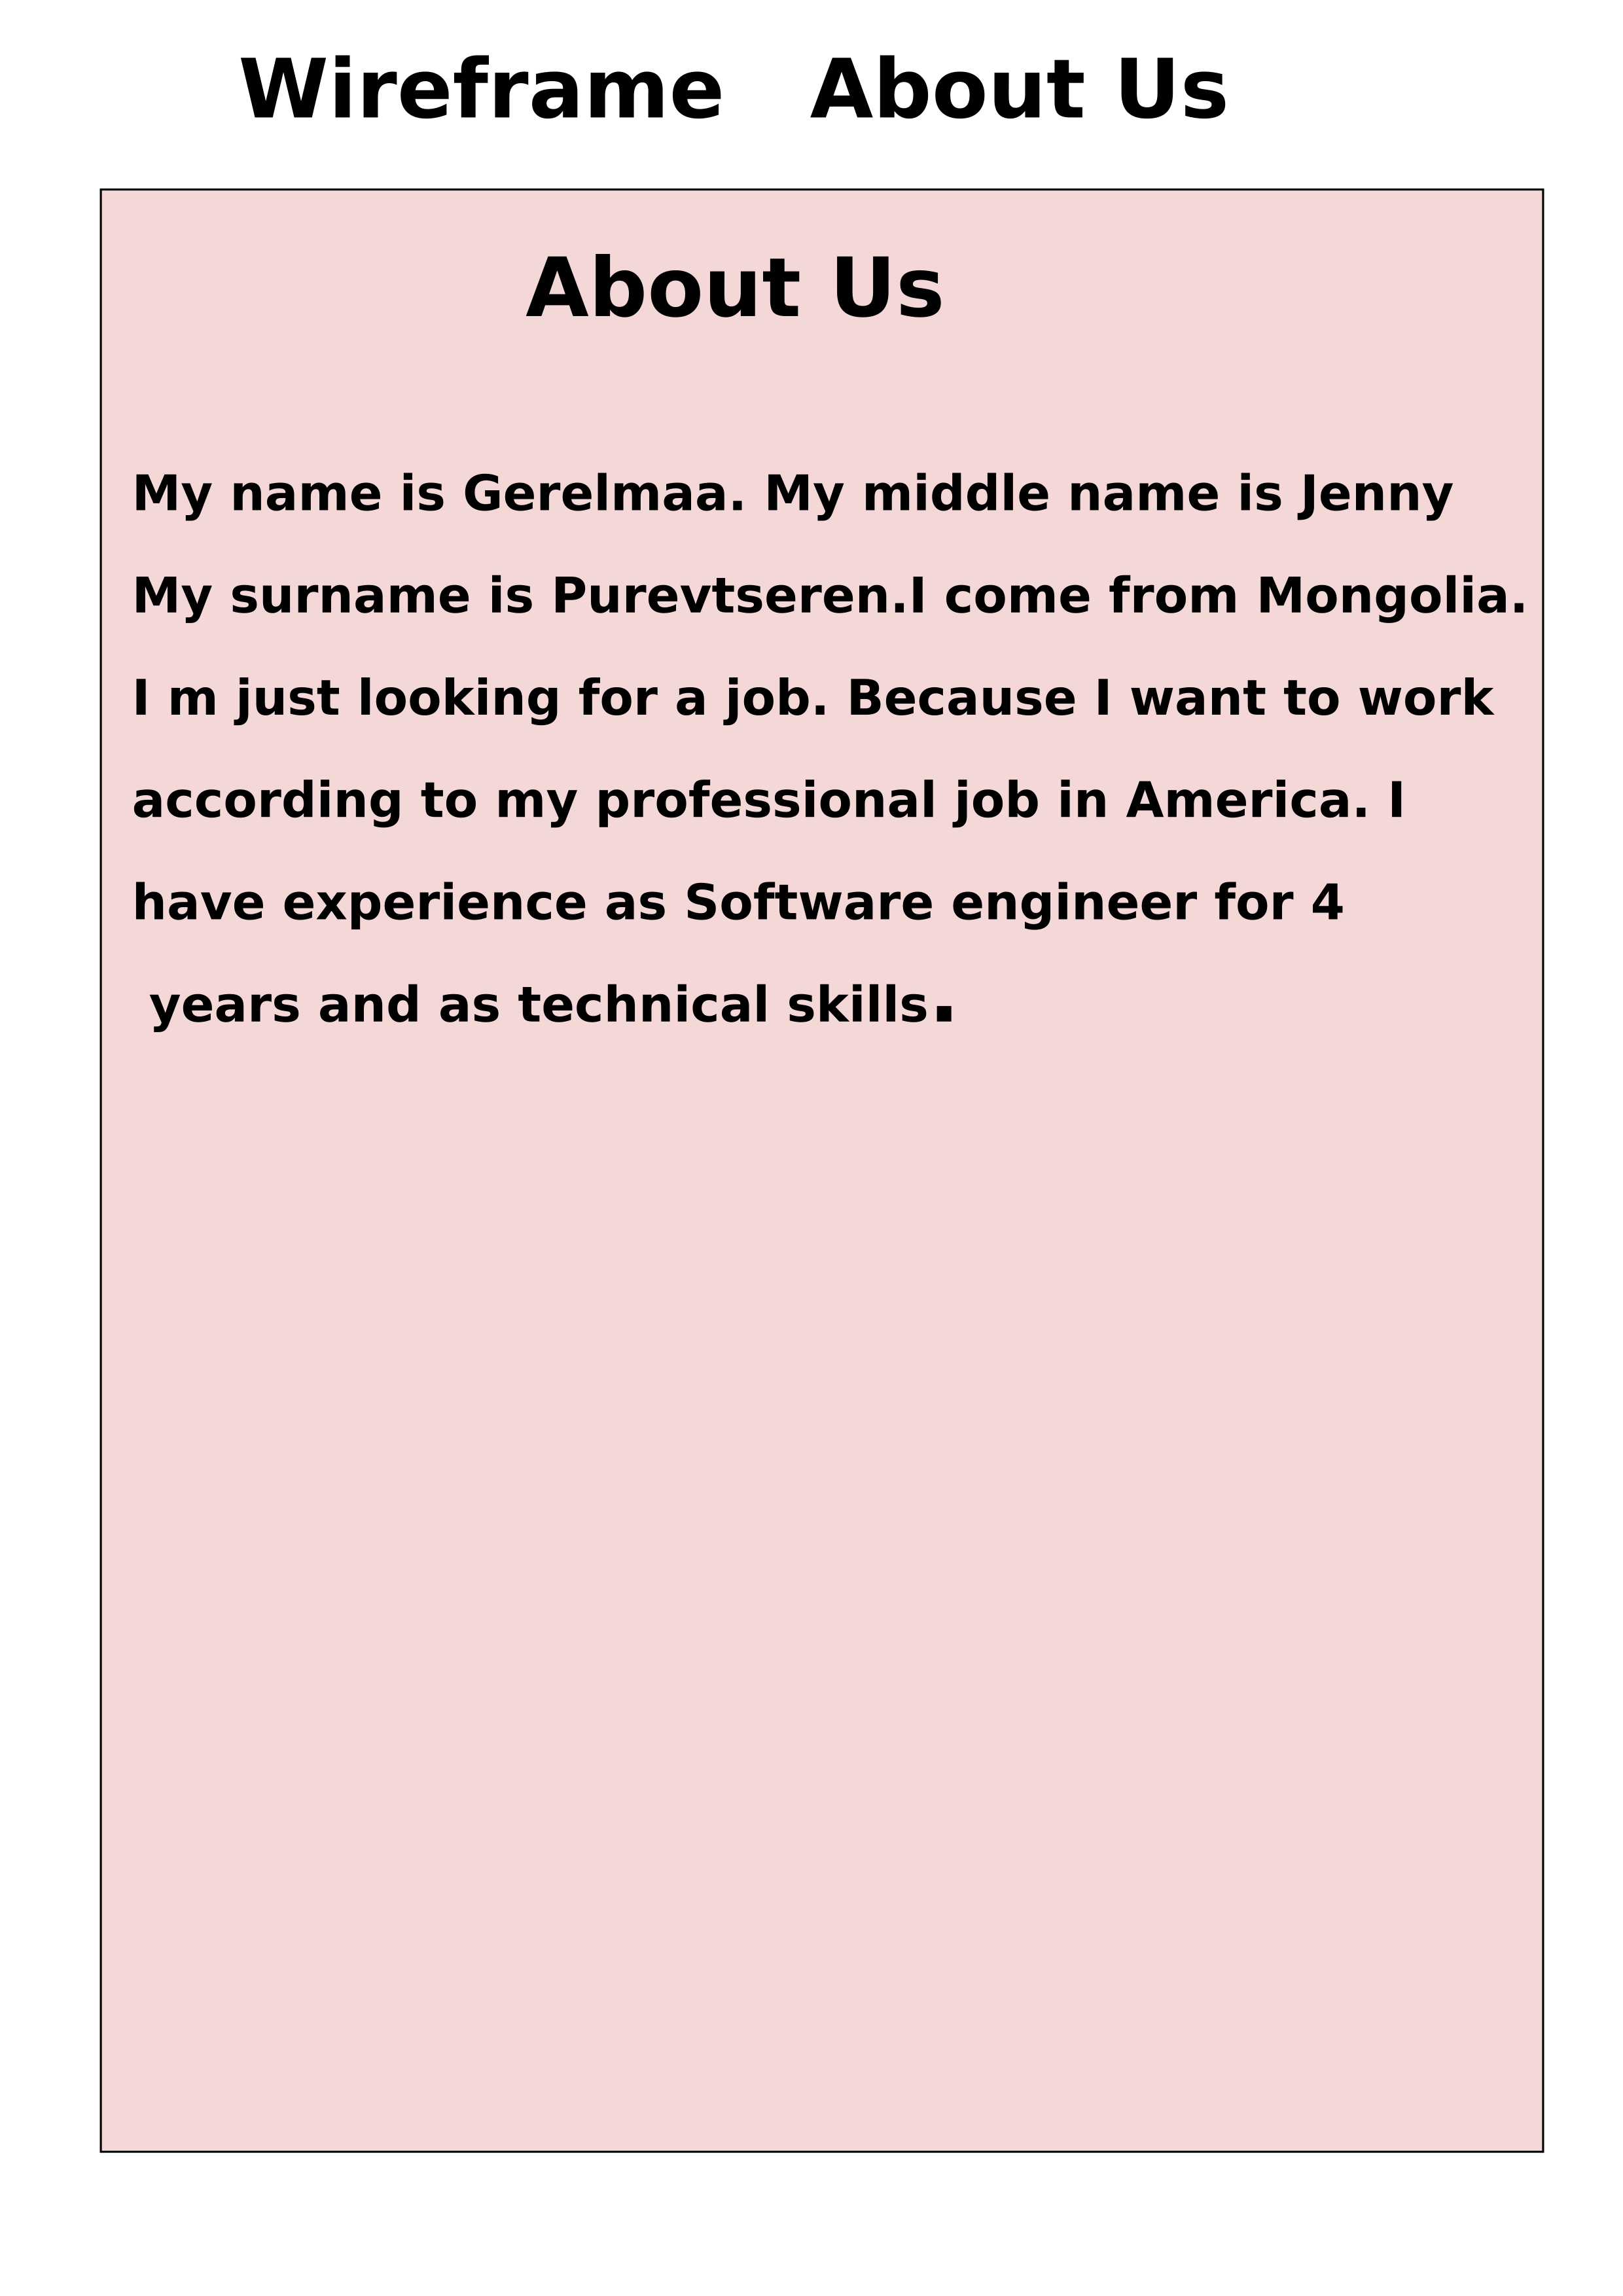 Wireframe   About Us
About Us
My name is Gerelmaa. My middle name is Jenny
My surname is Purevtseren.I come from Mongolia.
I m just looking for a job. Because I want to work
according to my professional job in America. I
have experience as Software engineer for 4
years and as technical skills.